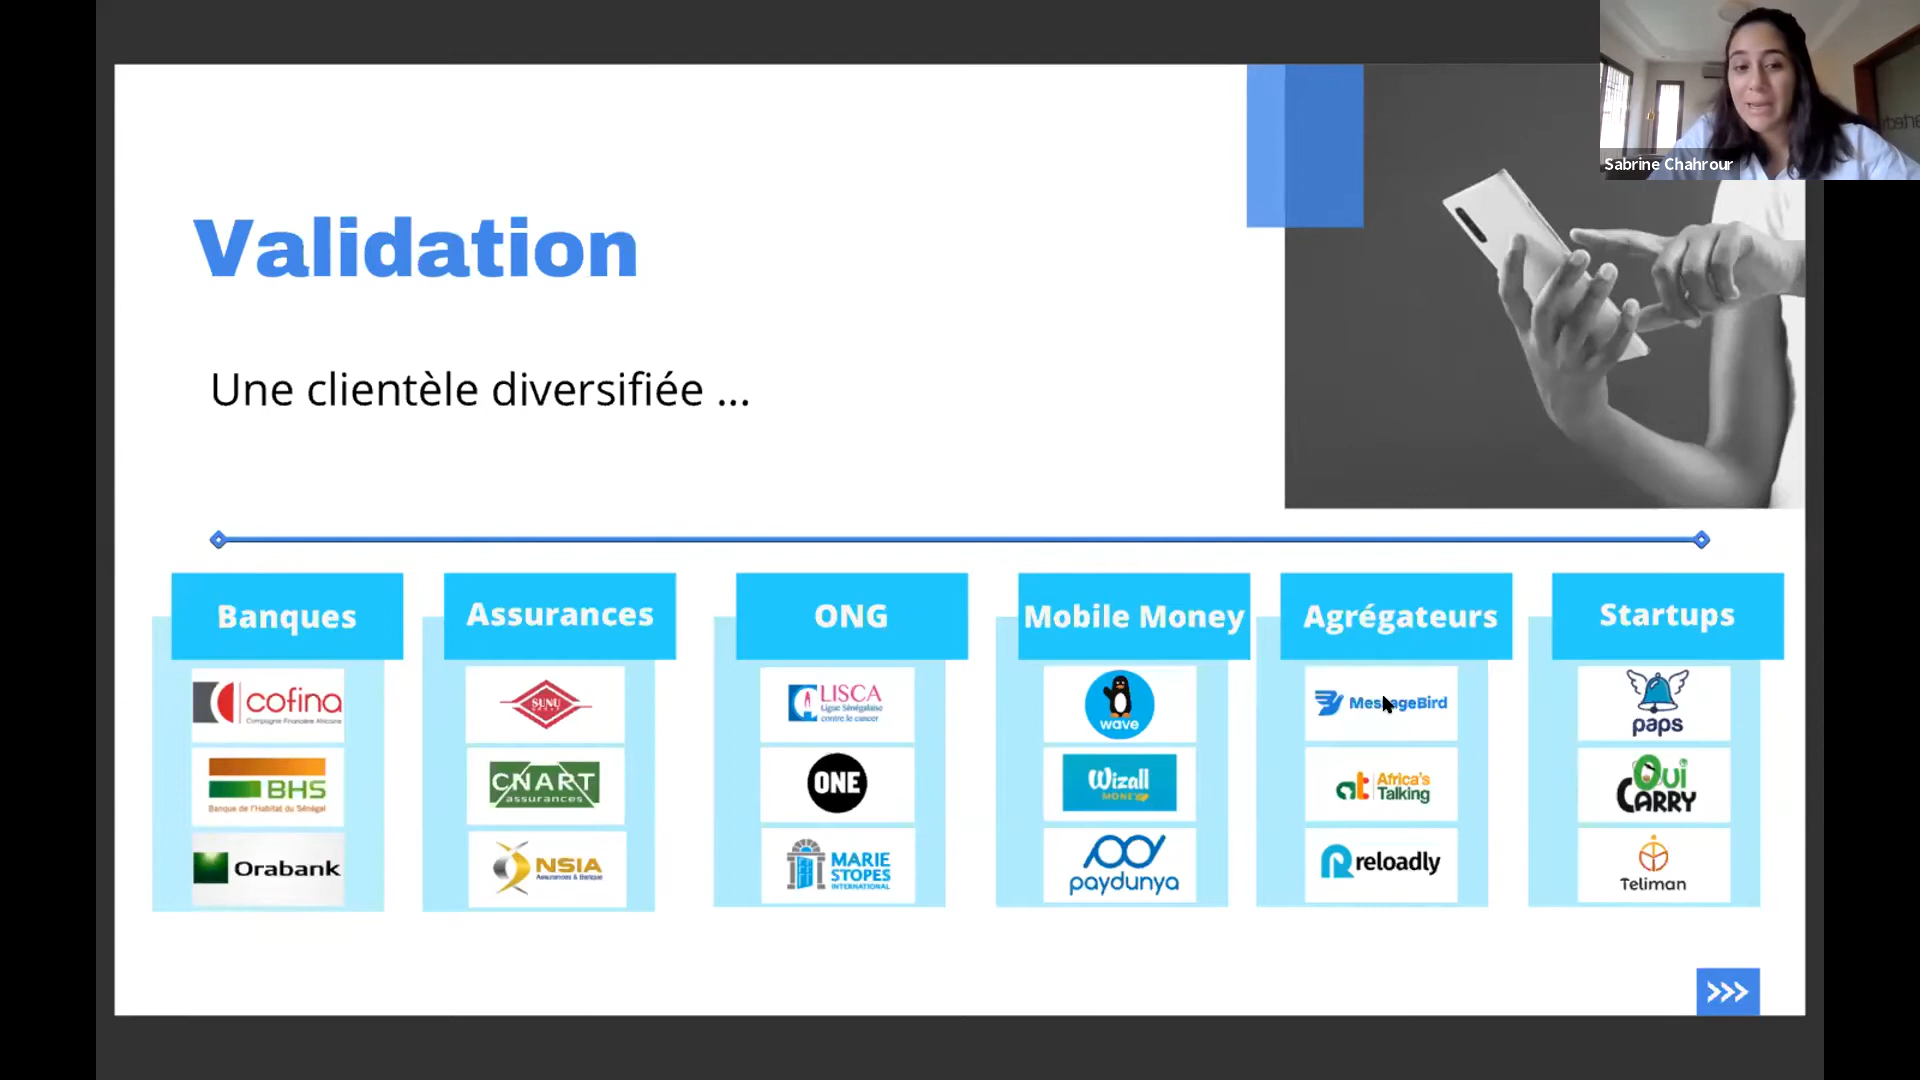 Sabrine Chahrour
Validation
Une clientèle diversifiée ...
Banques
Assurances
ONG
Mobile Money
Agrégateurs
Startups
cofina
Compagnie Financière Africaine
BHS
Banque de l'Habitat du Sénégal
Orabank
SUNU
CNART
assurances
NSIA
Assurances & Banque
LISCA
Ligue Sénégalaise
contre le cancer
ONE
MARIE
STOPES
INTERNATIONAL
wave
Wizall
MONEY
paydunya
MessageBird
Africa's
Talking
reloadly
paps
Oui
CARRY
Teliman